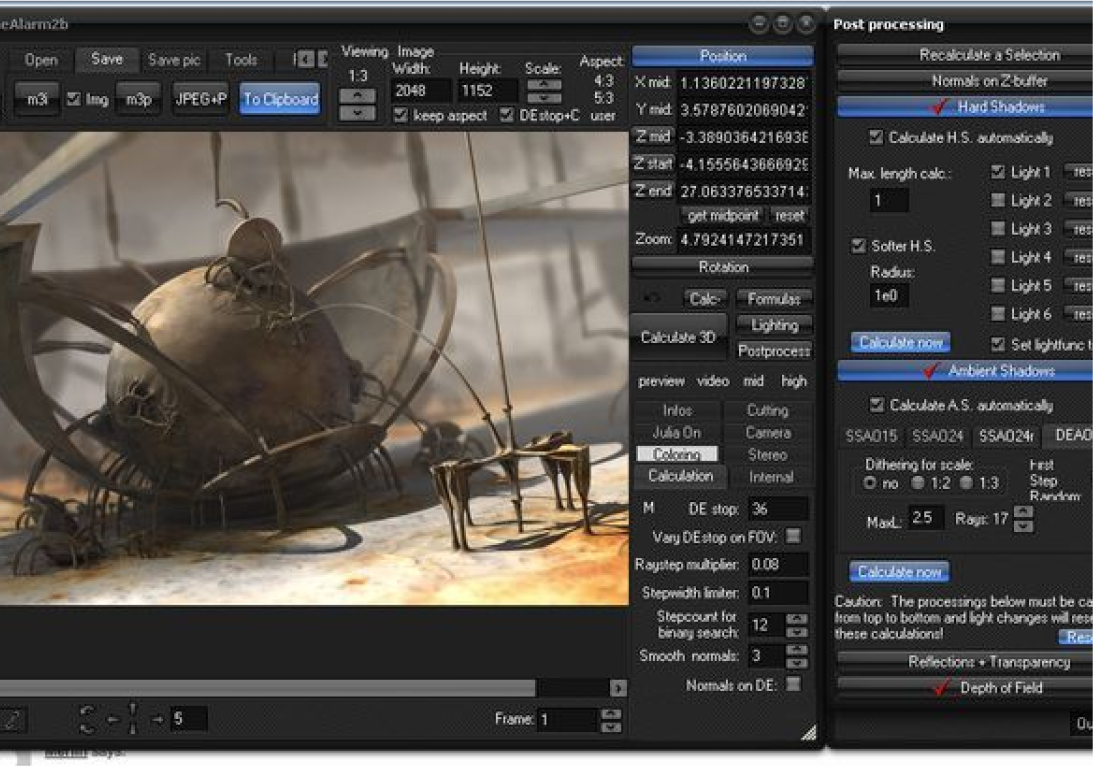 eAlarm2b
Open Save Save pic Tools
m3i Img m3p JPEG+P To Clipboard
Viewing Image
1:3 Width: Height: Scale: Aspect:
2048 1152 4:3
5:3
keep aspect DEstop+C user
Position
X mid: 1.1360221197328
Y mid: 3.5787602069042
Z mid -3.389036421693
Z start -4.155564366692
Z end 27.063376533714
get midpoint reset
Zoom: 4.7924147217351
Rotation
Calc- Formulas
Calculate 3D Lighting
Postprocess
preview video mid high
Infos Cutting
Julia On Camera
Coloring Stereo
Calculation Internal
M DE stop: 36
Vary DEstop on FOV:
Raystep multiplier: 0.08
Stepwidth limiter: 0.1
Stepcount for
binary search: 12
Smooth normals: 3
Normals on DE:
5 Frame: 1
says:
Post processing
Recalculate a Selection
Normals on Z-buffer
Hard Shadows
Calculate H.S. automatically
Max. length calc.: Light 1 res
1 Light 2 res
Light 3 res
Softer H.S. Light 4 res
Radius: Light 5 res
1e0 Light 6 res
Calculate now Set lightfunc t
Ambient Shadows
Calculate A.S. automatically
SSAO15 SSAO24 SSAO24r DEAO
Dithering for scale: First
no 1:2 1:3 Step
Random
MaxL: 2.5 Rays: 17
Calculate now
Caution: The processings below must be ca
from top to bottom and light changes will rese
these calculations! Rese
Reflections + Transparency
Depth of Field
Ou